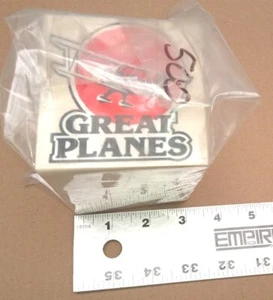 500
GREAT
PLANES
1 2 3 4 5
EMPIRE
35 34 33 32 31